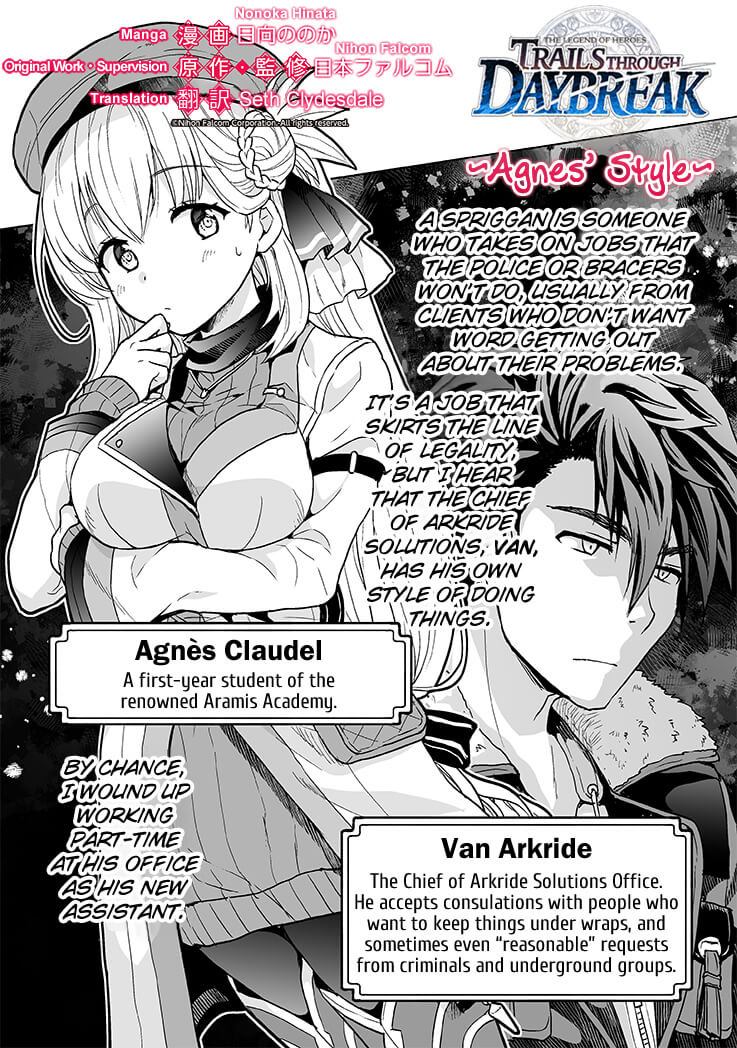 Nonoka Hinata
Manga 漫画 日向ののか
Nihon Falcom
Original Work・Supervision 原作・監修 日本ファルコム
Translation 翻訳 Seth Clydesdale
©Nihon Falcom Corporation. All rights reserved.
THE LEGEND OF HEROES
TRAILS THROUGH
DAYBREAK
~Agnes' Style~
A SPRIGGAN IS SOMEONE
WHO TAKES ON JOBS THAT
THE POLICE OR BRACERS
WON'T DO, USUALLY FROM
CLIENTS WHO DON'T WANT
WORD GETTING OUT
ABOUT THEIR PROBLEMS.
IT'S A JOB THAT
SKIRTS THE LINE
OF LEGALITY,
BUT I HEAR
THAT THE CHIEF
OF ARKRIDE
SOLUTIONS, VAN,
HAS HIS OWN
STYLE OF DOING
THINGS.
Agnès Claudel
A first-year student of the
renowned Aramis Academy.
BY CHANCE,
I WOUND UP
WORKING
PART-TIME
AT HIS OFFICE
AS HIS NEW
ASSISTANT.
Van Arkride
The Chief of Arkride Solutions Office.
He accepts consulations with people who
want to keep things under wraps, and
sometimes even “reasonable” requests
from criminals and underground groups.